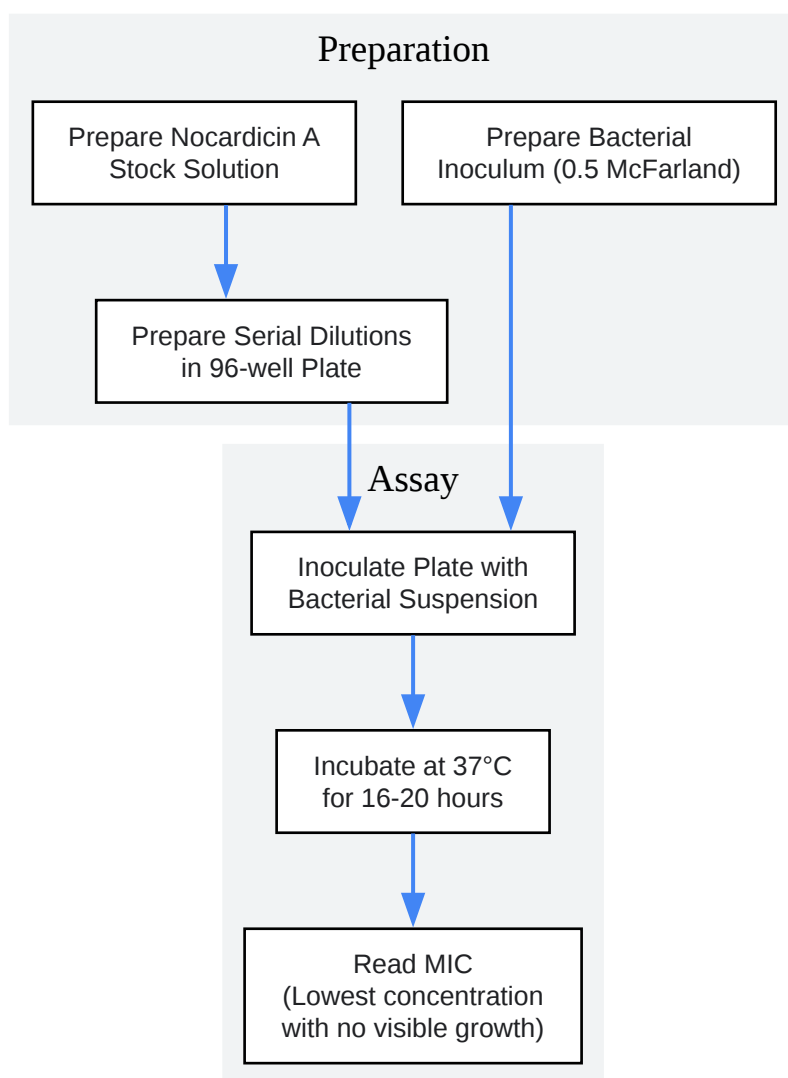 Preparation
Prepare Nocardicin A
Stock Solution
Prepare Bacterial
Inoculum (0.5 McFarland)
Prepare Serial Dilutions
in 96-well Plate
Assay
Inoculate Plate with
Bacterial Suspension
Incubate at 37°C
for 16-20 hours
Read MIC
(Lowest concentration
with no visible growth)